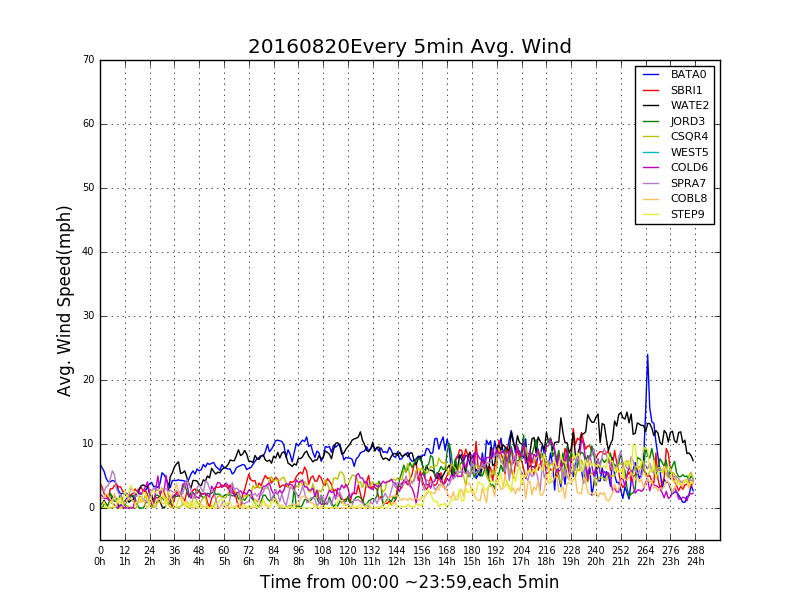 20160820Every 5min Avg. Wind
70
60
50
40
30
20
10
0
Avg. Wind Speed(mph)
BATA0
SBRI1
WATE2
JORD3
CSQR4
WEST5
COLD6
SPRA7
COBL8
STEP9
0 12 24 36 48 60 72 84 96 108 120 132 144 156 168 180 192 204 216 228 240 252 264 276 288
0h 1h 2h 3h 4h 5h 6h 7h 8h 9h 10h 11h 12h 13h 14h 15h 16h 17h 18h 19h 20h 21h 22h 23h 24h
Time from 00:00 ~23:59,each 5min